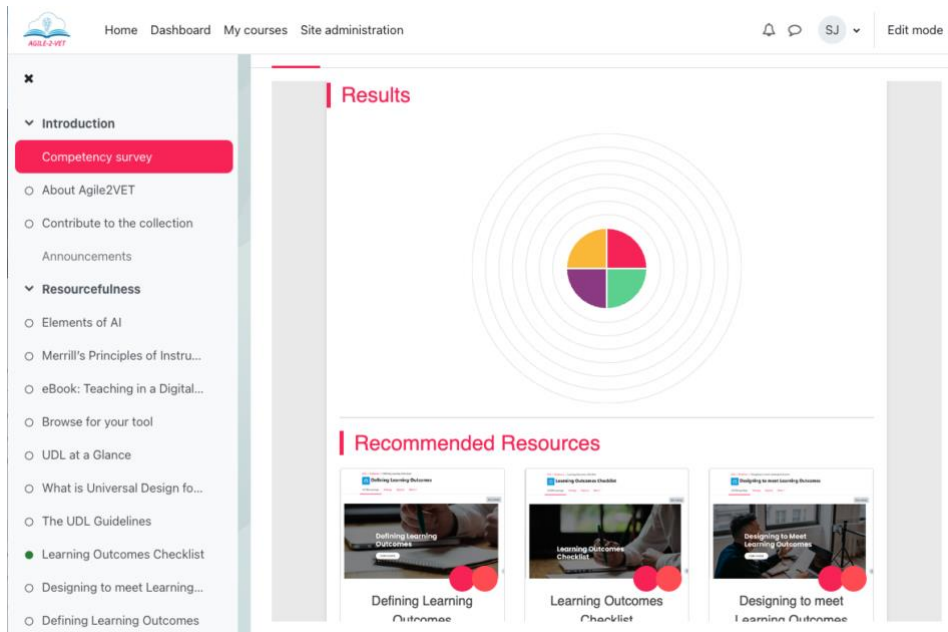 AGILE-2-VET
Home Dashboard My courses Site administration
SJ
Edit mode
Introduction
Competency survey
About Agile2VET
Contribute to the collection
Announcements
Resourcefulness
Elements of AI
Merrill's Principles of Instru...
eBook: Teaching in a Digital...
Browse for your tool
UDL at a Glance
What is Universal Design fo...
The UDL Guidelines
Learning Outcomes Checklist
Designing to meet Learning...
Defining Learning Outcomes
Results
Recommended Resources
Defining Learning Outcomes
Defining Learning
Outcomes
Defining Learning
Outcomes
Learning Outcomes Checklist
Learning Outcomes
Checklist
Learning Outcomes
Checklist
Designing to meet Learning Outcomes
Designing to Meet
Learning Outcomes
Designing to meet
Learning Outcomes